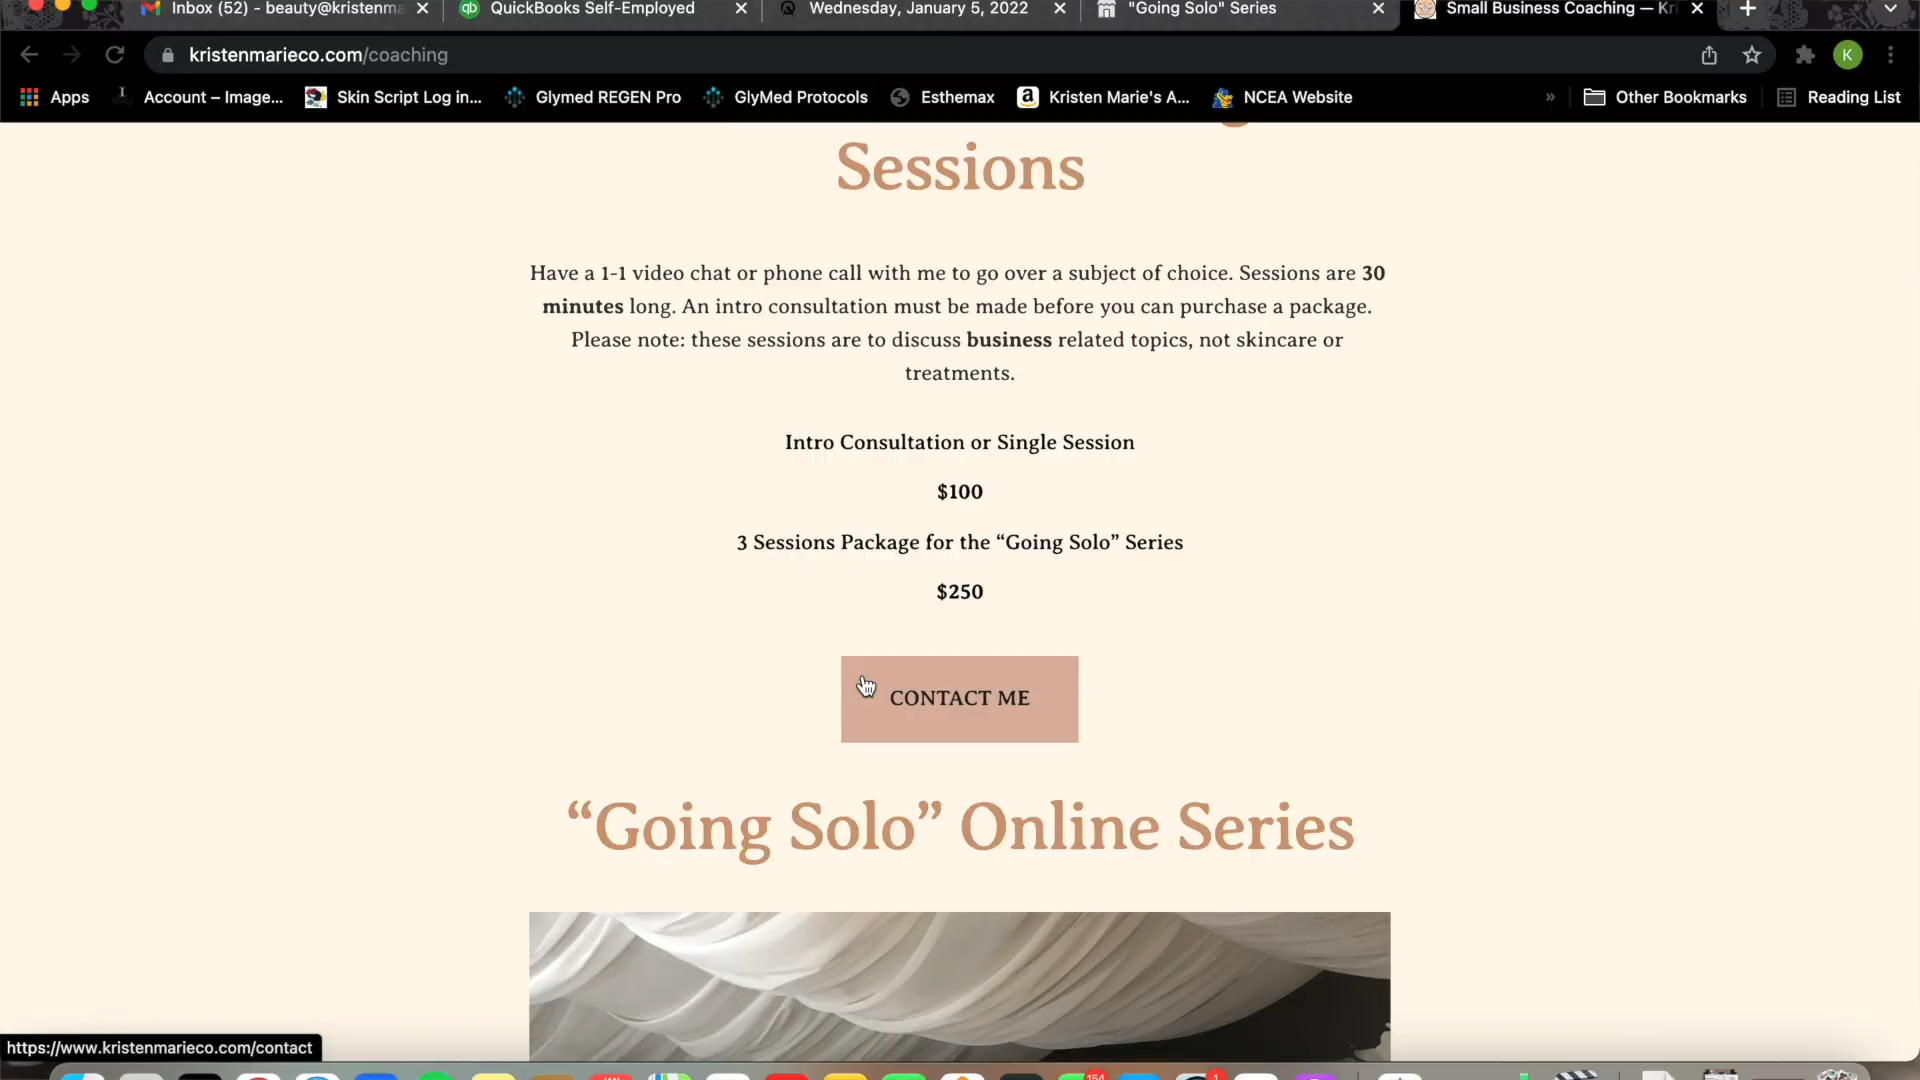 Inbox (52) - beauty@kristenma
QuickBooks Self-Employed
Wednesday, January 5, 2022
"Going Solo" Series
Small Business Coaching — Kri
kristenmarieco.com/coaching
K
Apps
Account – Image...
Skin Script Log in...
Glymed REGEN Pro
GlyMed Protocols
Esthemax
Kristen Marie's A...
NCEA Website
»
Other Bookmarks
Reading List
Sessions
Have a 1-1 video chat or phone call with me to go over a subject of choice. Sessions are 30
minutes long. An intro consultation must be made before you can purchase a package.
Please note: these sessions are to discuss business related topics, not skincare or
treatments.
Intro Consultation or Single Session
$100
3 Sessions Package for the “Going Solo” Series
$250
CONTACT ME
“Going Solo” Online Series
https://www.kristenmarieco.com/contact
154
1